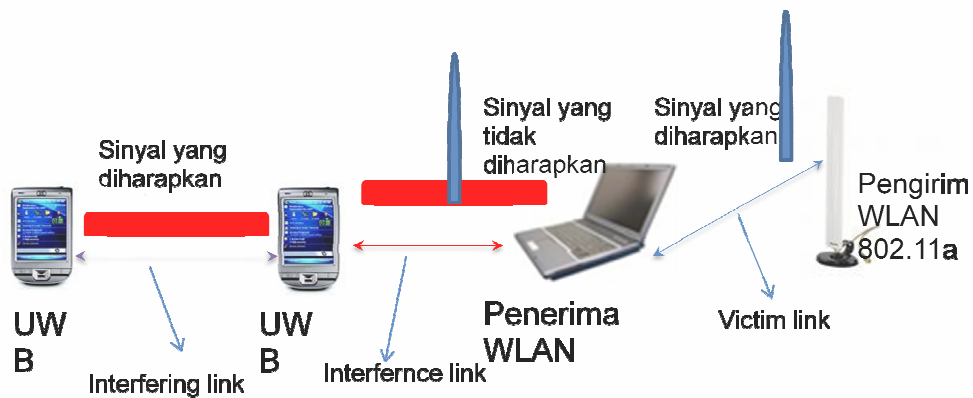 Sinyal yang
diharapkan
Sinyal yang
tidak
diharapkan
Sinyal yang
diharapkan
Pengirim
WLAN
802.11a
UW
B
UW
B
Penerima
WLAN
Victim link
Interfering link
Interfernce link